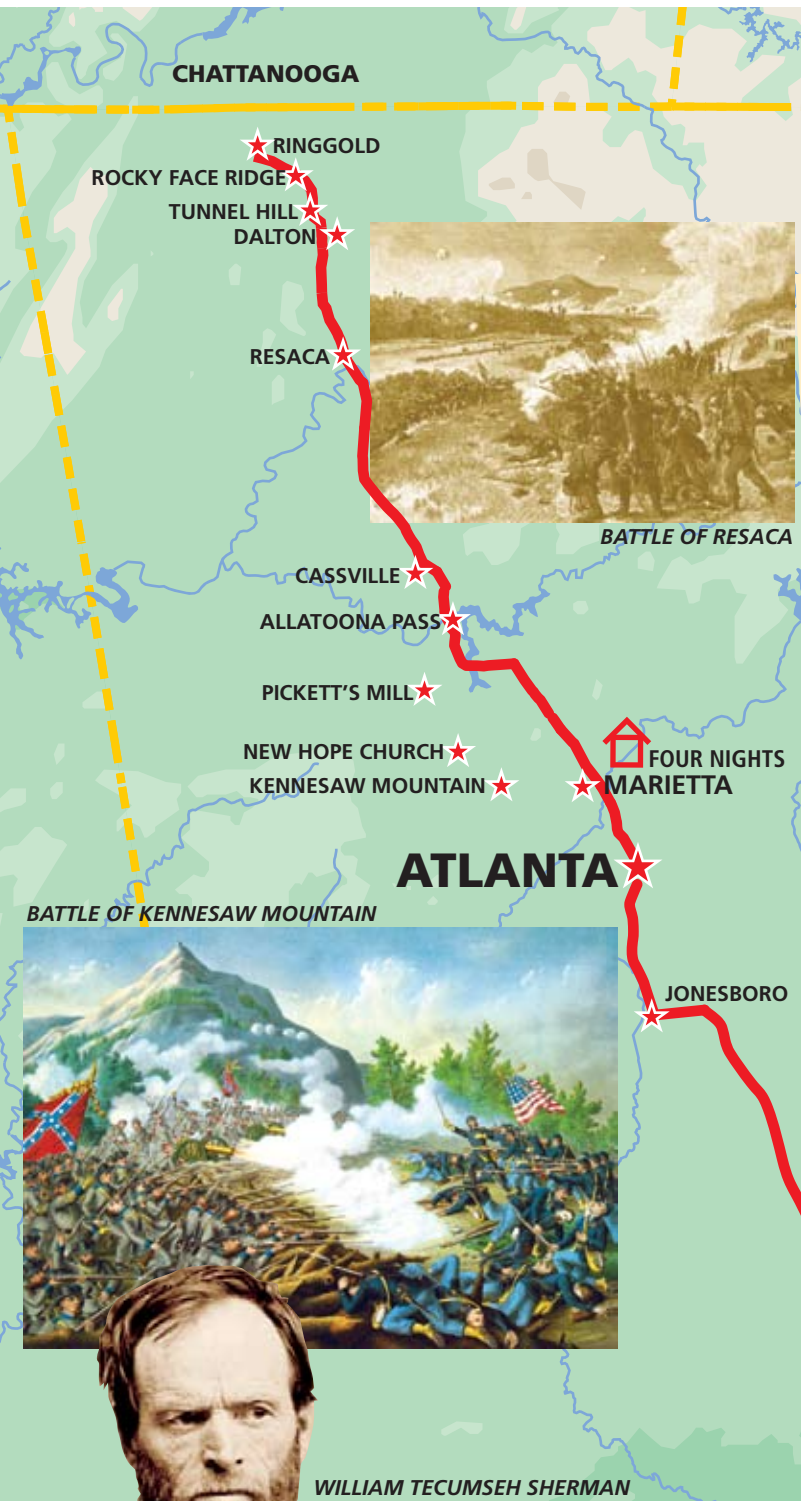 CHATTANOOGA
RINGGOLD
ROCKY FACE RIDGE
TUNNEL HILL
DALTON
RESACA
BATTLE OF RESACA
CASSVILLE
ALLATOONA PASS
PICKETT’S MILL
NEW HOPE CHURCH
FOUR NIGHTS
KENNESAW MOUNTAIN
MARIETTA
ATLANTA
BATTLE OF KENNESAW MOUNTAIN
JONESBORO
WILLIAM TECUMSEH SHERMAN